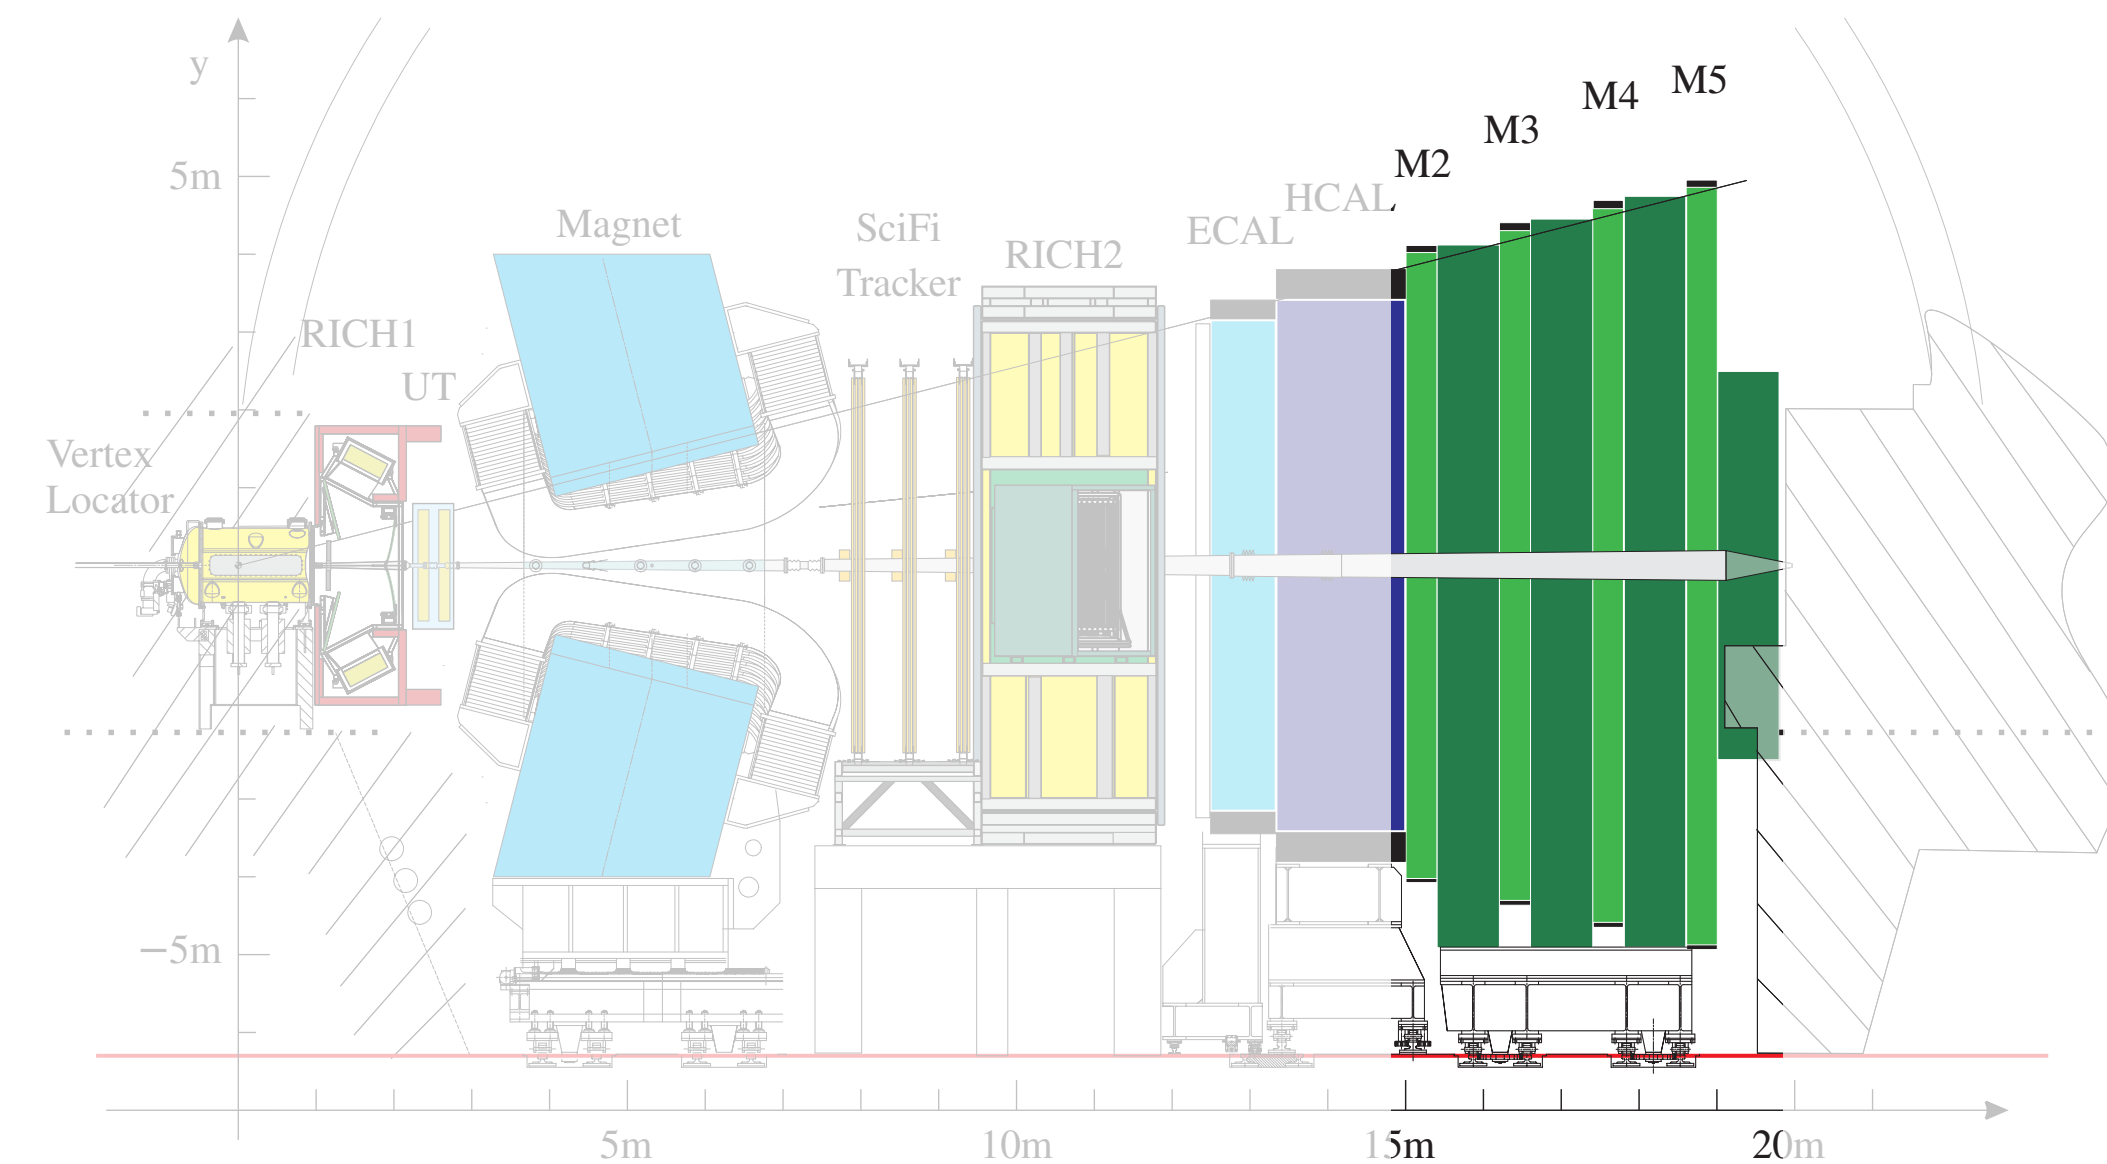 y
5m
−5m
Vertex
Locator
RICH1
UT
Magnet
SciFi
Tracker
RICH2
ECAL
HCAL
M2
M3
M4
M5
5m
10m
15m
20m